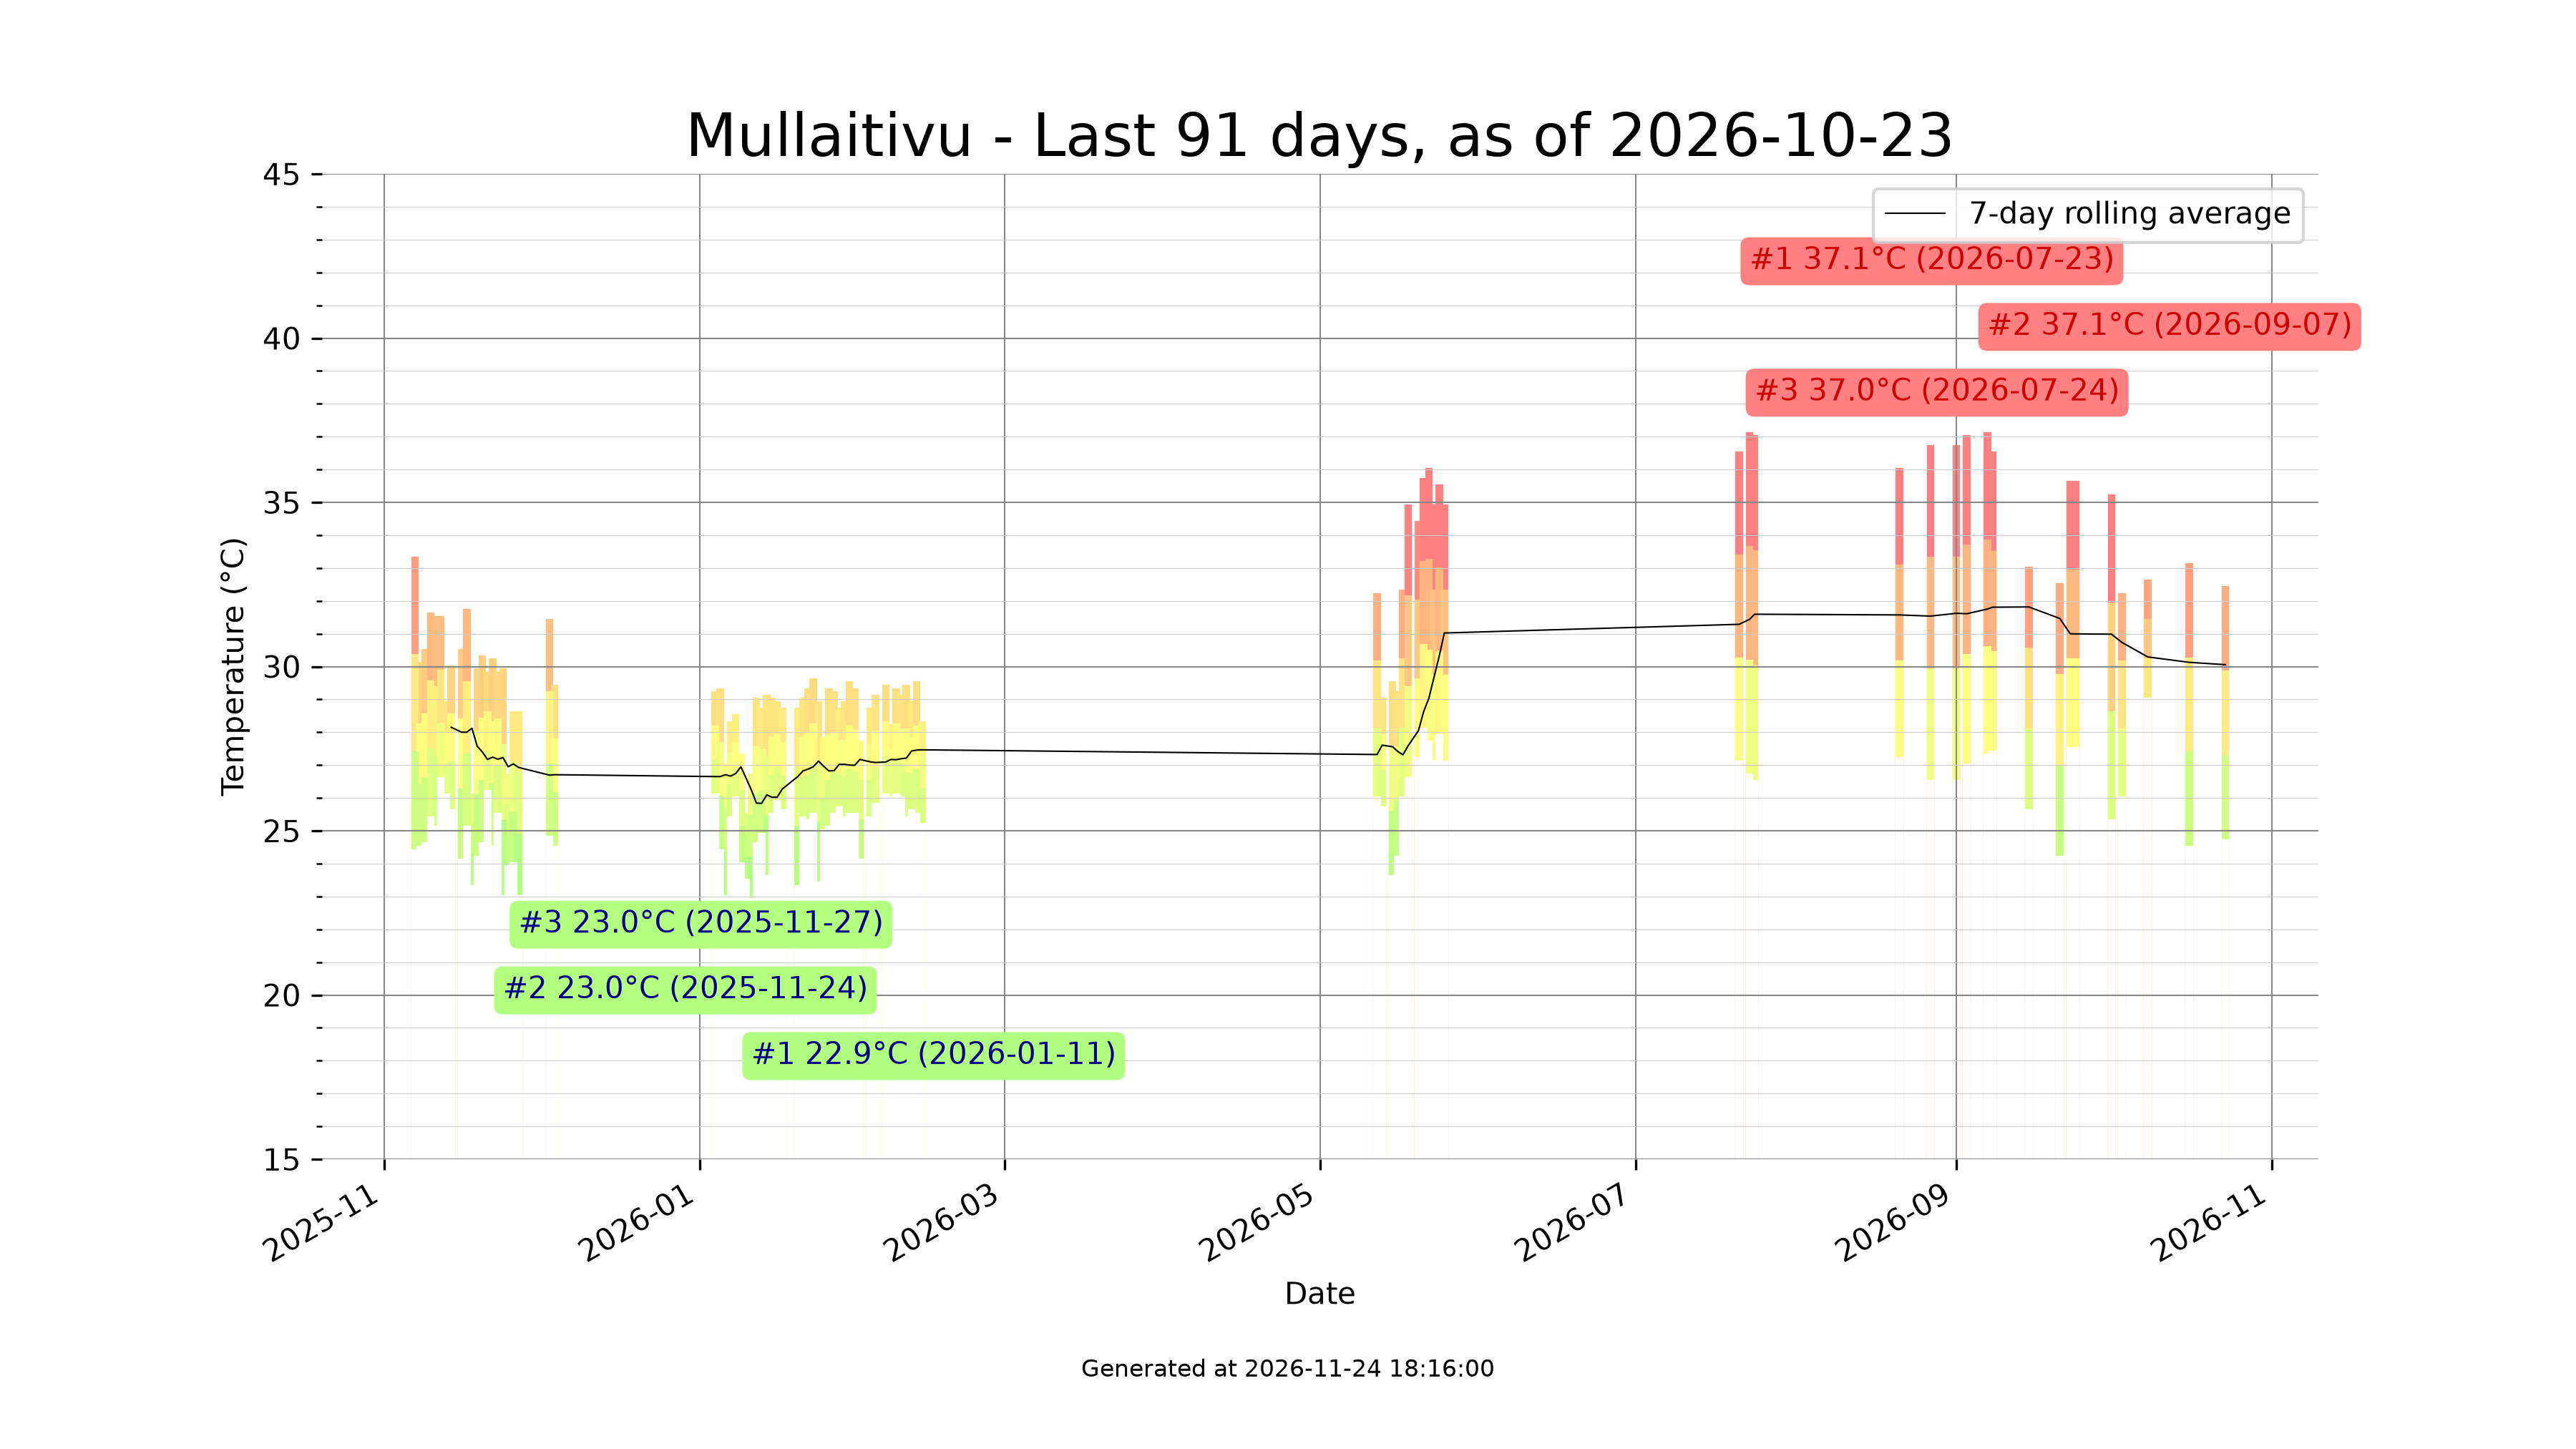 Mullaitivu - Last 91 days, as of 2026-10-23
7-day rolling average
#1 37.1°C (2026-07-23)
#2 37.1°C (2026-09-07)
#3 37.0°C (2026-07-24)
#3 23.0°C (2025-11-27)
#2 23.0°C (2025-11-24)
#1 22.9°C (2026-01-11)
Temperature (°C)
45
40
35
30
25
20
15
2025-11
2026-01
2026-03
2026-05
2026-07
2026-09
2026-11
Date
Generated at 2026-11-24 18:16:00